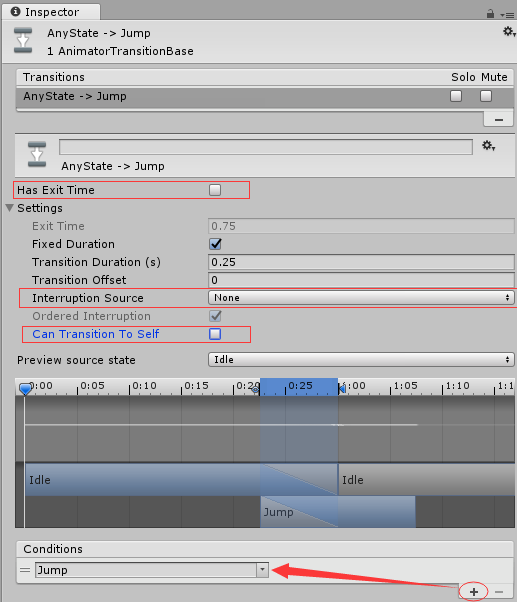 Inspector
AnyState -> Jump
1 AnimatorTransitionBase
Transitions Solo Mute
AnyState -> Jump
AnyState -> Jump
Has Exit Time
Settings
Exit Time 0.75
Fixed Duration
Transition Duration (s) 0.25
Transition Offset 0
Interruption Source None
Ordered Interruption
Can Transition To Self
Preview source state Idle
0:00 0:05 0:10 0:15 0:20 0:25 1:00 1:05 1:10 1:1
Idle Idle
Jump
Conditions
Jump